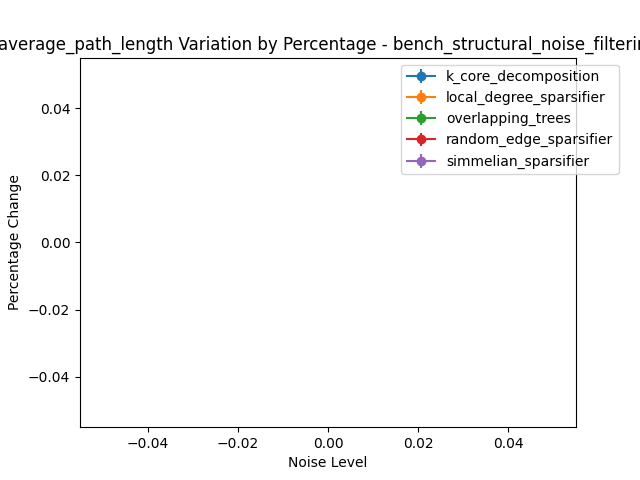 average_path_length Variation by Percentage - bench_structural_noise_filterin
k_core_decomposition
local_degree_sparsifier
overlapping_trees
random_edge_sparsifier
simmelian_sparsifier
Percentage Change
0.04
0.02
0.00
−0.02
−0.04
−0.04
−0.02
0.00
0.02
0.04
Noise Level